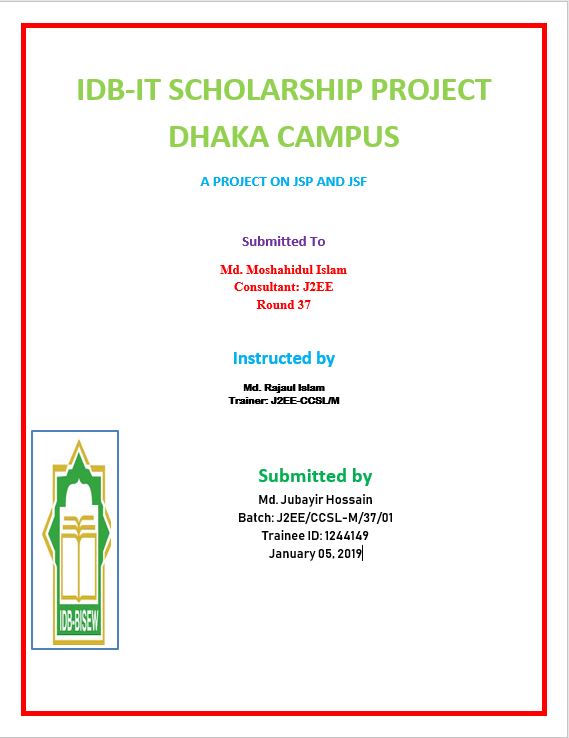 IDB-IT SCHOLARSHIP PROJECT
DHAKA CAMPUS
A PROJECT ON JSP AND JSF
Submitted To
Md. Moshahidul Islam
Consultant: J2EE
Round 37
Instructed by
Md. Rajaul Islam
Trainer: J2EE-CCSL/M
Submitted by
Md. Jubayir Hossain
Batch: J2EE/CCSL-M/37/01
Trainee ID: 1244149
January 05, 2019
IDB-BISEW